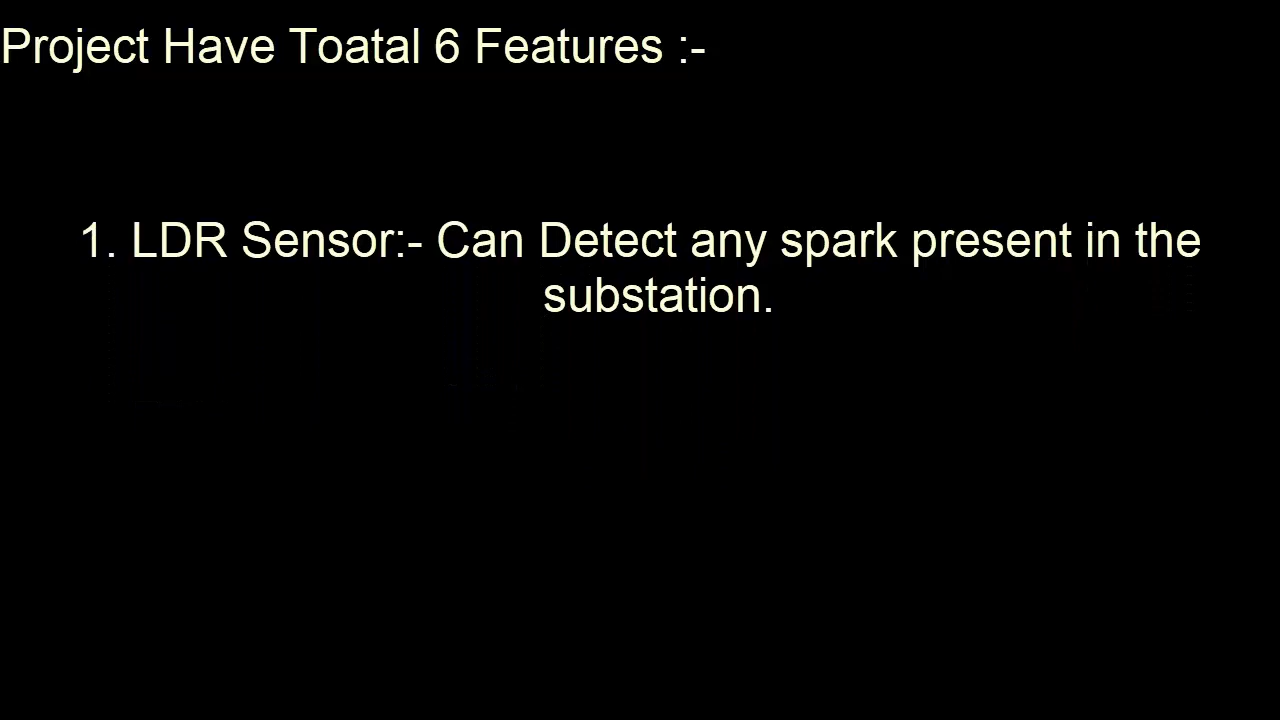 Project Have Toatal 6 Features :-
1. LDR Sensor:- Can Detect any spark present in the
substation.